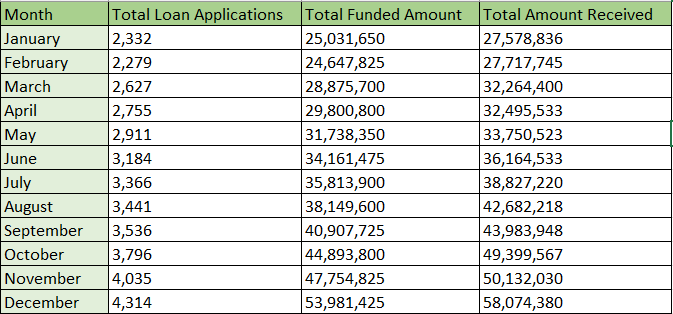 Month Total Loan Applications Total Funded Amount Total Amount Received
January 2,332 25,031,650 27,578,836
February 2,279 24,647,825 27,717,745
March 2,627 28,875,700 32,264,400
April 2,755 29,800,800 32,495,533
May 2,911 31,738,350 33,750,523
June 3,184 34,161,475 36,164,533
July 3,366 35,813,900 38,827,220
August 3,441 38,149,600 42,682,218
September 3,536 40,907,725 43,983,948
October 3,796 44,893,800 49,399,567
November 4,035 47,754,825 50,132,030
December 4,314 53,981,425 58,074,380